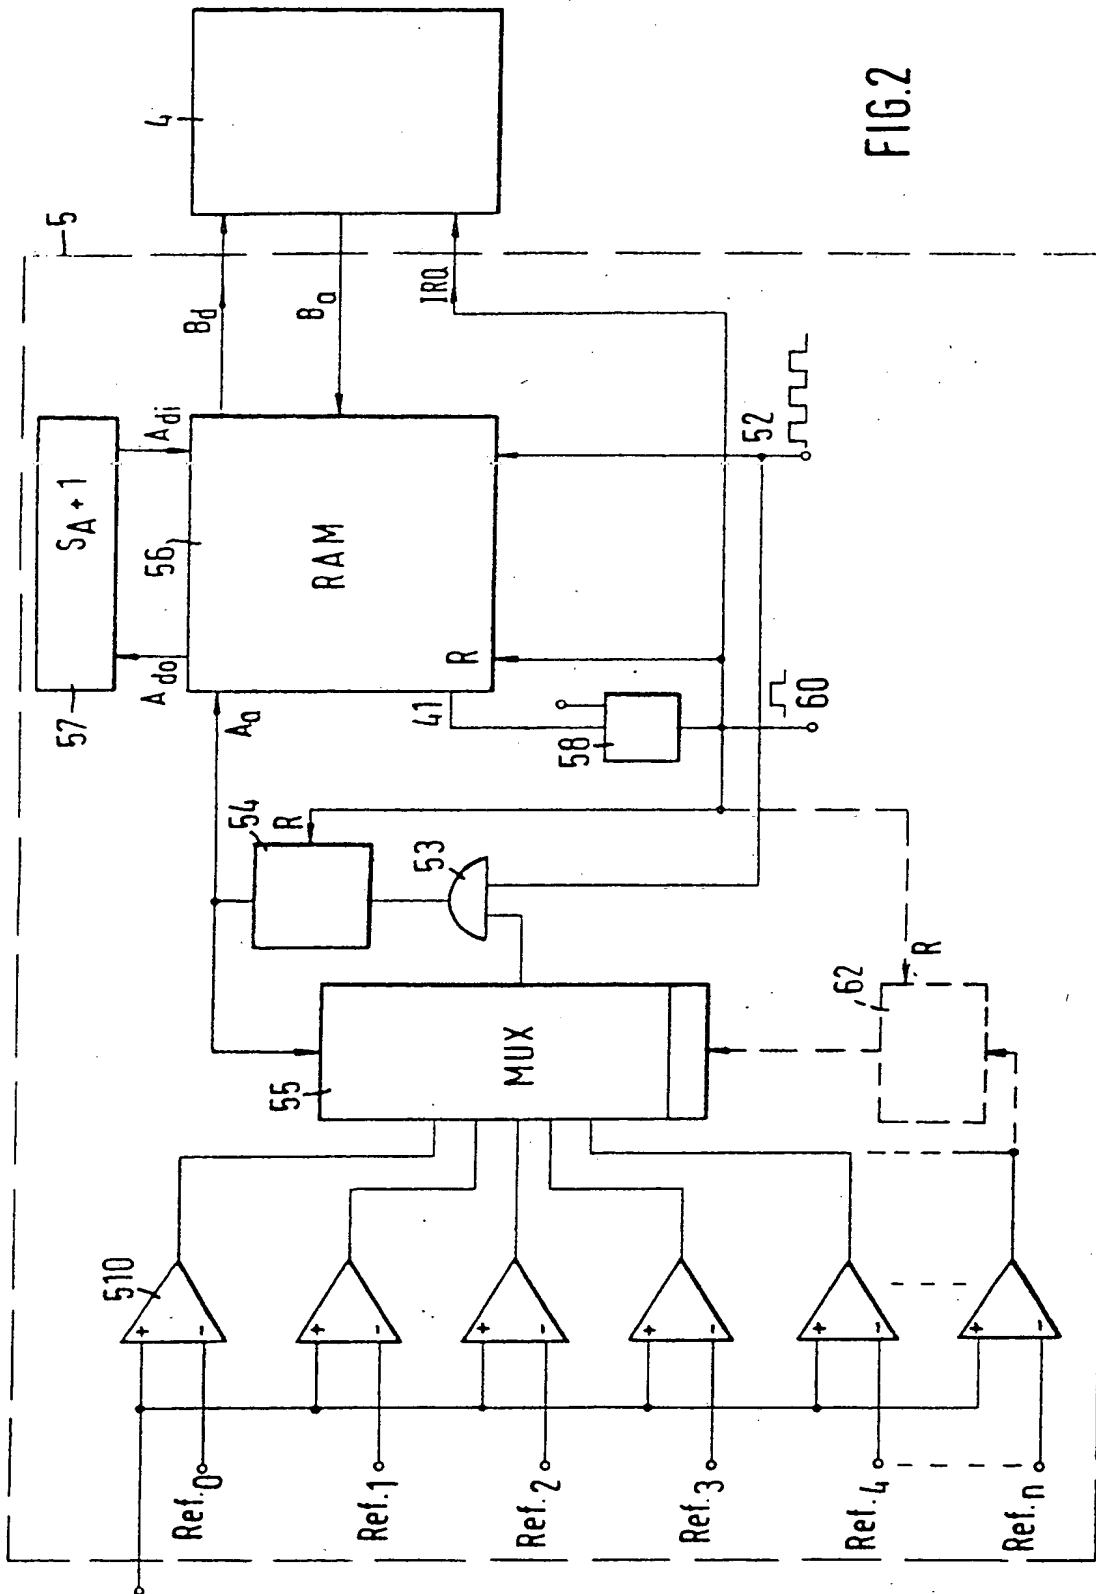 5
4
57
S_A + 1
A_do
A_di
B_d
B_a
IRQ
A_a
56
RAM
R
41
58
52
60
54
R
53
55
MUX
62
R
510
+
-
+
-
+
-
+
-
+
-
+
-
Ref.0
Ref.1
Ref.2
Ref.3
Ref.4
Ref.n
FIG.2